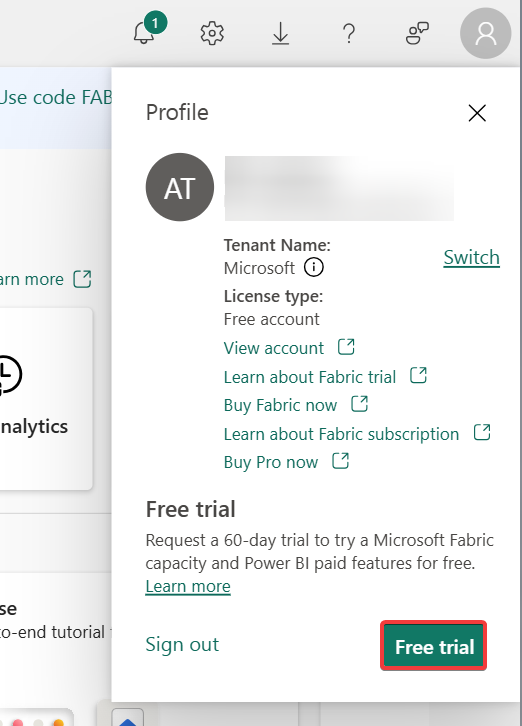 1
Use code FAB
Profile
AT
Tenant Name:
Microsoft
Switch
License type:
Free account
arn more
View account
Learn about Fabric trial
Buy Fabric now
nalytics
Learn about Fabric subscription
Buy Pro now
Free trial
Request a 60-day trial to try a Microsoft Fabric
capacity and Power BI paid features for free.
Learn more
se
to-end tutorial
Sign out
Free trial